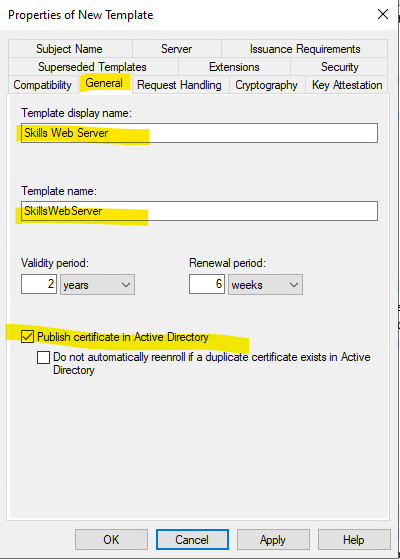 Properties of New Template
Subject Name Server Issuance Requirements
Superseded Templates Extensions Security
Compatibility General Request Handling Cryptography Key Attestation
Template display name:
Skills Web Server
Template name:
SkillsWebServer
Validity period: Renewal period:
2 years 6 weeks
Publish certificate in Active Directory
Do not automatically reenroll if a duplicate certificate exists in Active
Directory
OK Cancel Apply Help